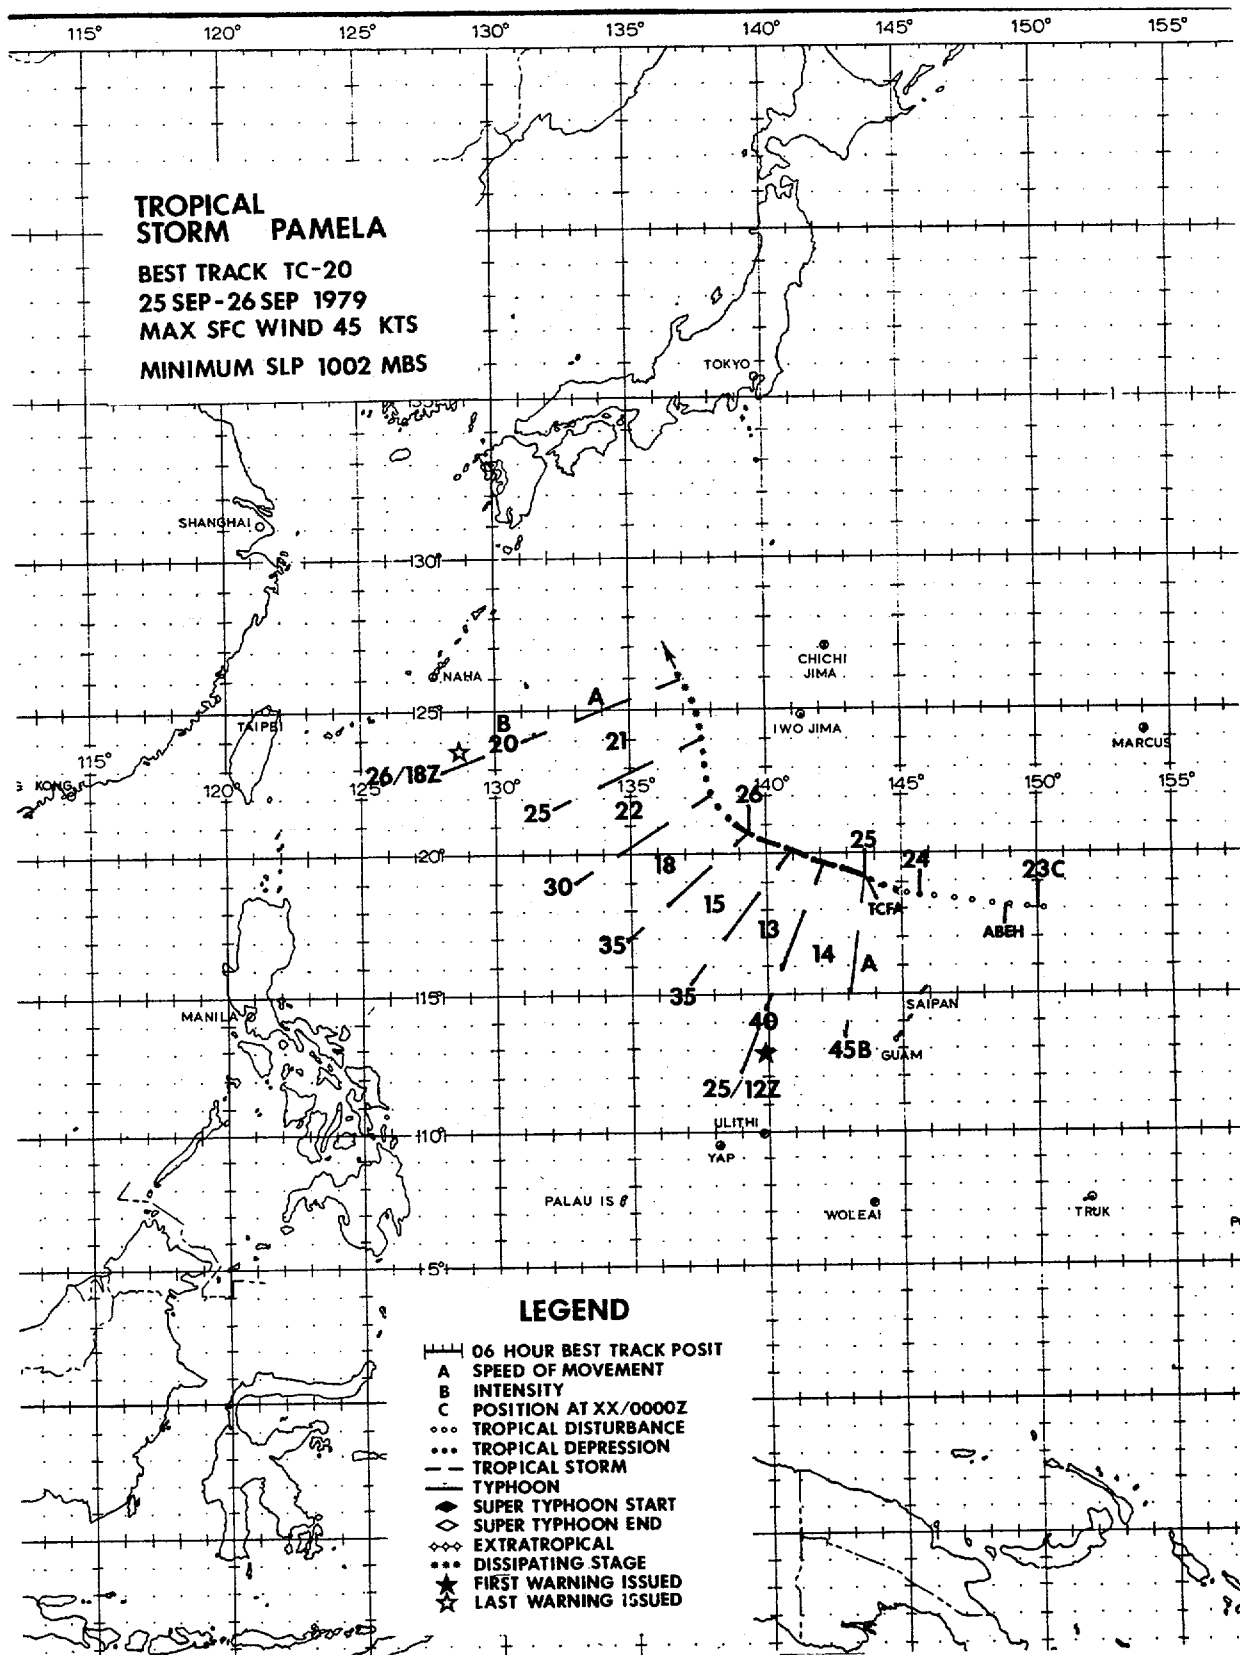 115° 120° 125° 130° 135° 140° 145° 150° 155°
TROPICAL
STORM PAMELA
BEST TRACK TC-20
25 SEP-26 SEP 1979
MAX SFC WIND 45 KTS
MINIMUM SLP 1002 MBS
TOKYO
SHANGHAI
30°
CHICHI
JIMA
NAHA
A
25°
B
TAIPEI
20
21
IWO JIMA
MARCUS
115°
26/18Z
KONG
120° 125° 135° 140° 145° 150° 155°
26
25
22
25
20°
18
24
23C
30
TCFA
15
ABEH
13
35
14
A
35
15°
SAIPAN
MANILA
40
45B
GUAM
25/12Z
ULITHI
10°
YAP
PALAU IS
WOLEAI
TRUK
5°
LEGEND
06 HOUR BEST TRACK POSIT
A SPEED OF MOVEMENT
B INTENSITY
C POSITION AT XX/0000Z
TROPICAL DISTURBANCE
TROPICAL DEPRESSION
TROPICAL STORM
TYPHOON
SUPER TYPHOON START
SUPER TYPHOON END
EXTRATROPICAL
DISSIPATING STAGE
FIRST WARNING ISSUED
LAST WARNING ISSUED